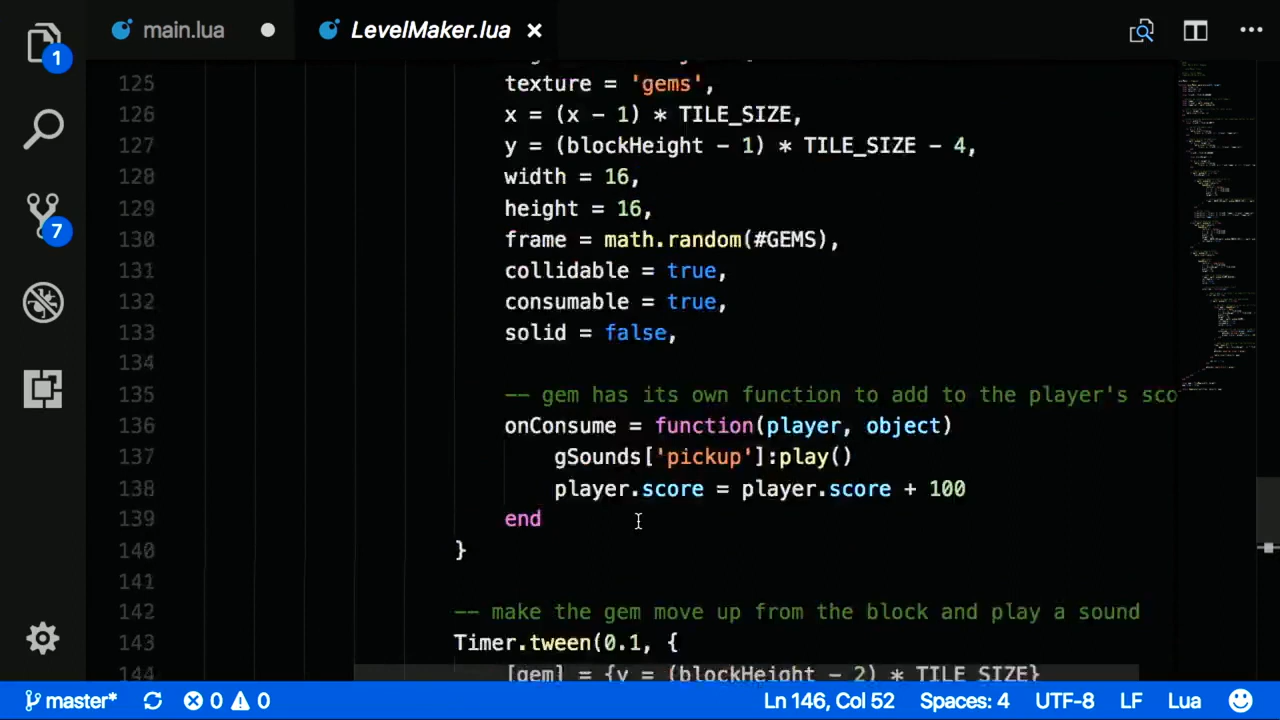 main.lua
LevelMaker.lua
1
7
125 texture = 'gems',
126 x = (x - 1) * TILE_SIZE,
127 y = (blockHeight - 1) * TILE_SIZE - 4,
128 width = 16,
129 height = 16,
130 frame = math.random(#GEMS),
131 collidable = true,
132 consumable = true,
133 solid = false,
134
135 -- gem has its own function to add to the player's sco
136 onConsume = function(player, object)
137 gSounds['pickup']:play()
138 player.score = player.score + 100
139 end
140 }
141
142 -- make the gem move up from the block and play a sound
143 Timer.tween(0.1, {
144 [gem] = {y = (blockHeight - 2) * TILE_SIZE}
master* 0 0 Ln 146, Col 52 Spaces: 4 UTF-8 LF Lua